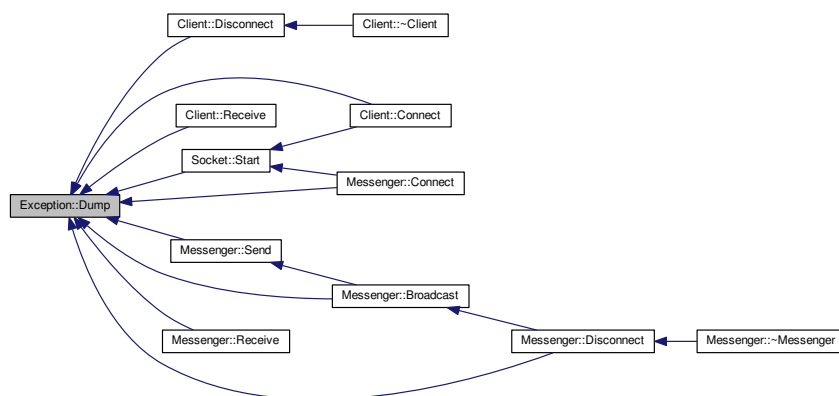 Client::Disconnect
Client::~Client
Client::Receive
Client::Connect
Socket::Start
Messenger::Connect
Exception::Dump
Messenger::Send
Messenger::Broadcast
Messenger::Receive
Messenger::Disconnect
Messenger::~Messenger